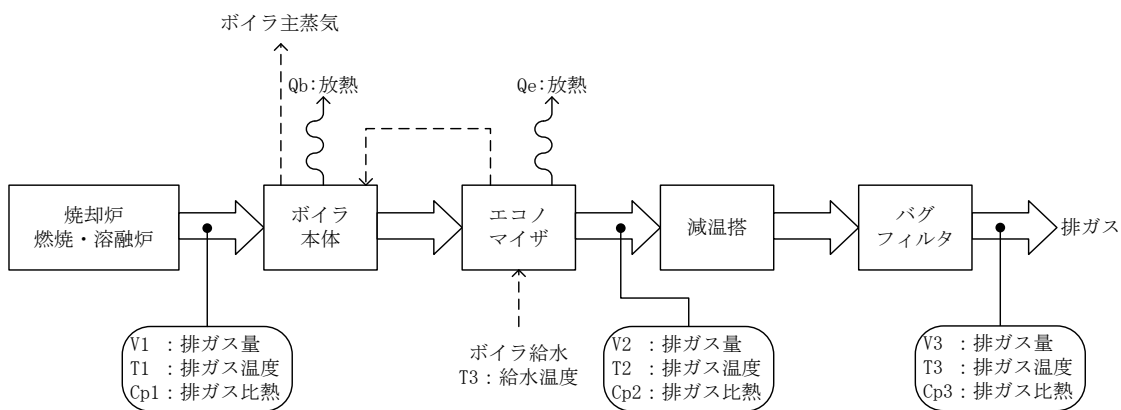 ボイラ主蒸気
Qb:放熱
Qe:放熱
焼却炉
燃焼・溶融炉
ボイラ
本体
エコノ
マイザ
減温搭
バグ
フィルタ
排ガス
V1 :排ガス量
T1 :排ガス温度
Cp1:排ガス比熱
ボイラ給水
T3:給水温度
V2 :排ガス量
T2 :排ガス温度
Cp2:排ガス比熱
V3 :排ガス量
T3 :排ガス温度
Cp3:排ガス比熱